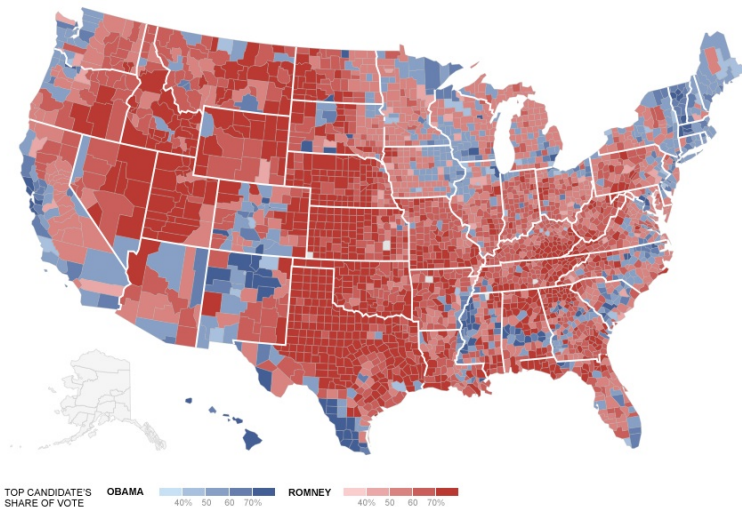 TOP CANDIDATE'S
SHARE OF VOTE
OBAMA
40% 50 60 70%
ROMNEY
40% 50 60 70%